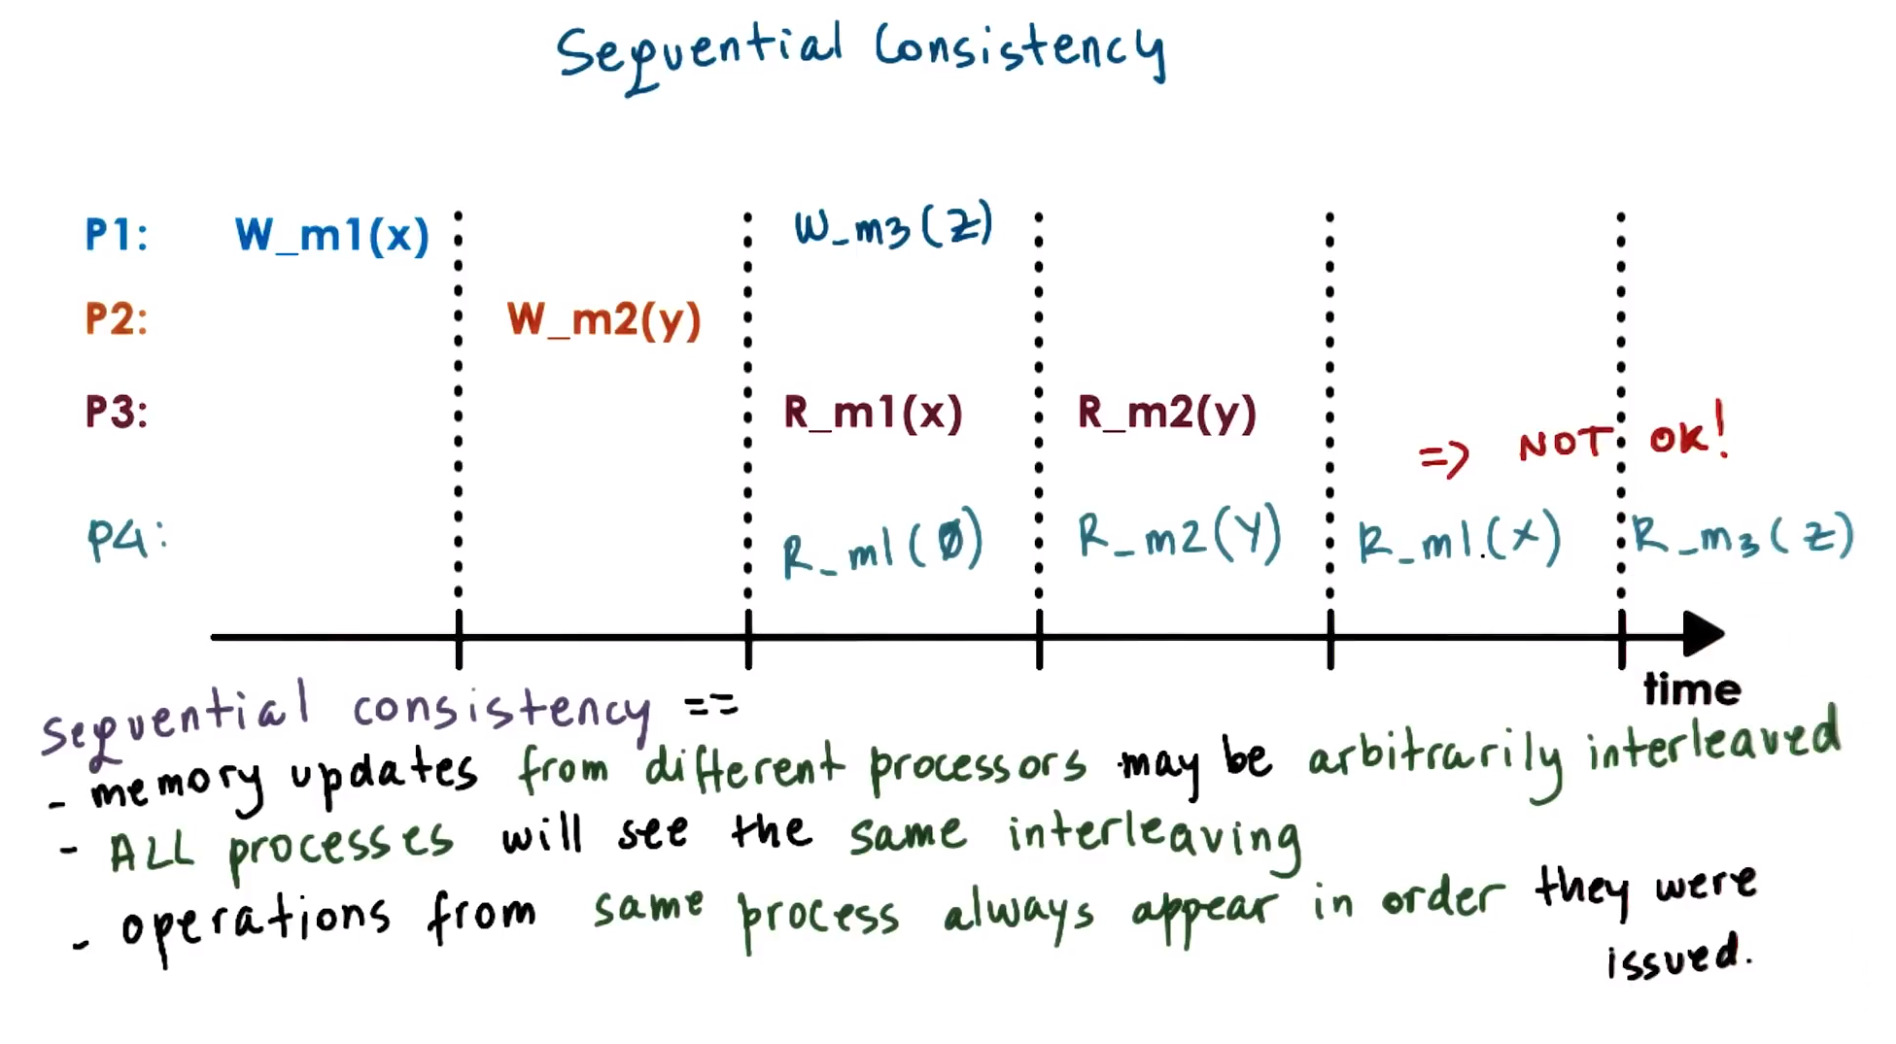 Sequential Consistency
P1: W_m1(x) W_m3(z)
P2: W_m2(y)
P3: R_m1(x) R_m2(y)
=> NOT OK!
P4: R_m1(0) R_m2(Y) R_m1.(x) R_m3(z)
time
sequential consistency ==
- memory updates from different processors may be arbitrarily interleaved
- ALL processes will see the same interleaving
- operations from same process always appear in order they were
issued.